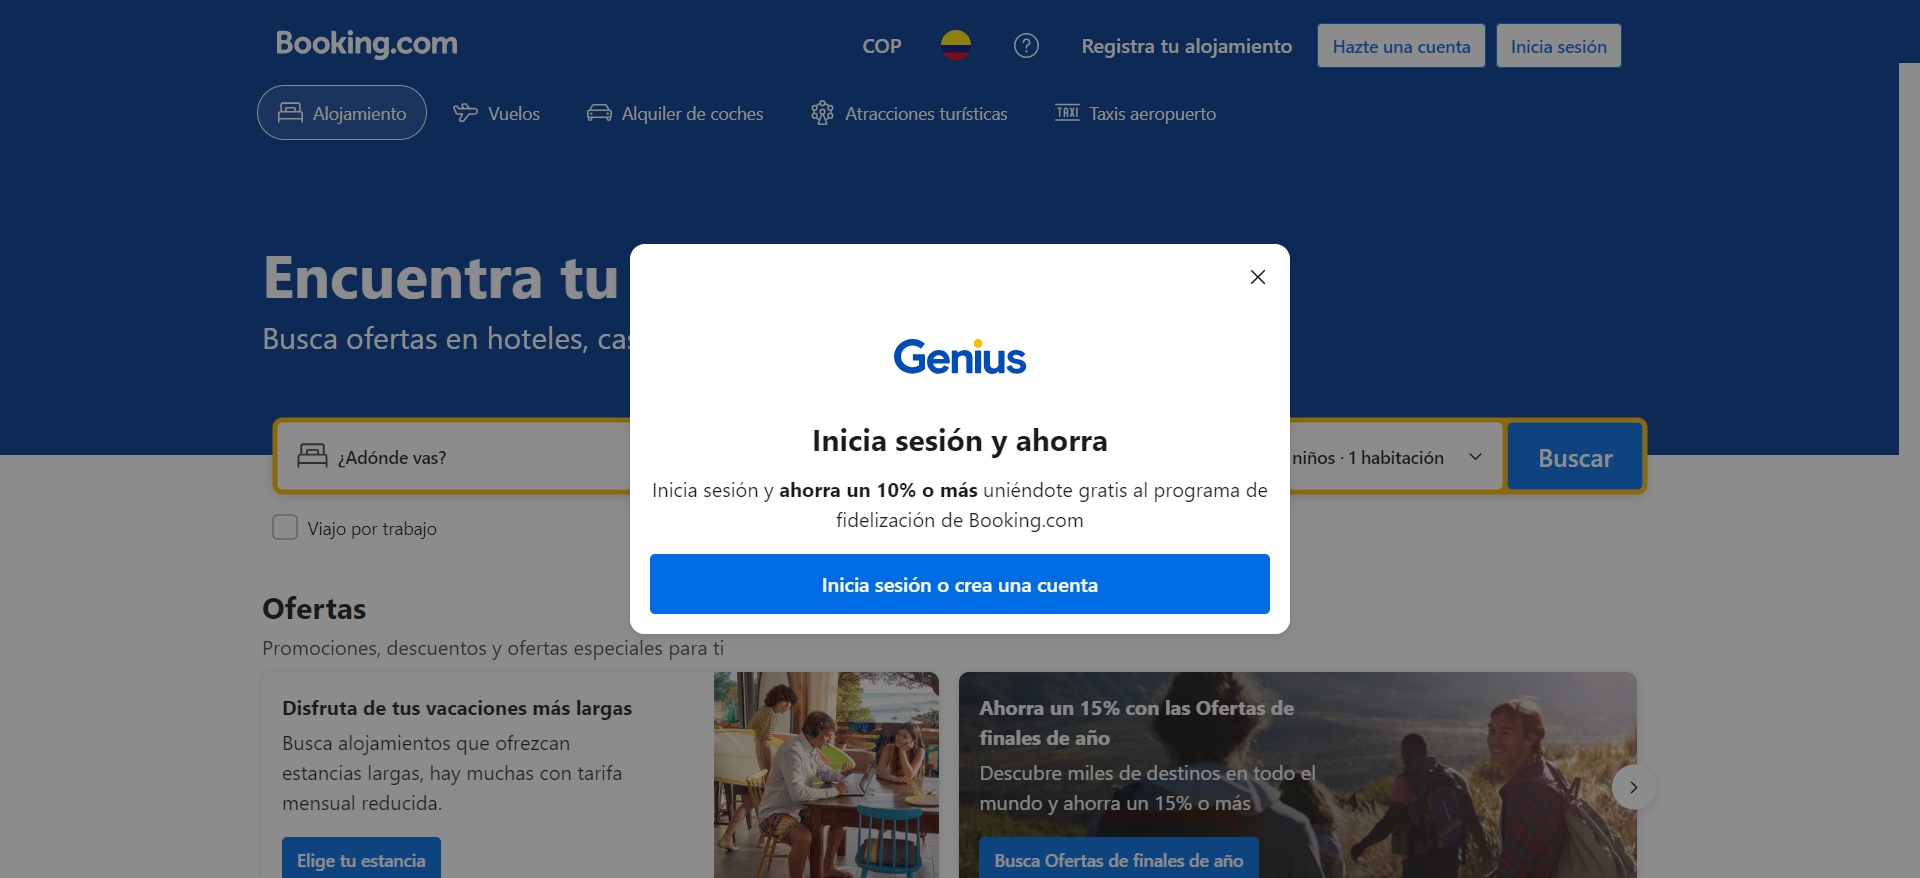 Booking.com
COP
Registra tu alojamiento
Hazte una cuenta
Inicia sesión
Alojamiento
Vuelos
Alquiler de coches
Atracciones turísticas
TAXI
Taxis aeropuerto
Encuentra tu
Busca ofertas en hoteles, cas
Genius
Inicia sesión y ahorra
Inicia sesión y ahorra un 10% o más uniéndote gratis al programa de
fidelización de Booking.com
Inicia sesión o crea una cuenta
¿Adónde vas?
niños · 1 habitación
Buscar
Viajo por trabajo
Ofertas
Promociones, descuentos y ofertas especiales para ti
Disfruta de tus vacaciones más largas
Busca alojamientos que ofrezcan
estancias largas, hay muchas con tarifa
mensual reducida.
Elige tu estancia
Ahorra un 15% con las Ofertas de
finales de año
Descubre miles de destinos en todo el
mundo y ahorra un 15% o más
Busca Ofertas de finales de año